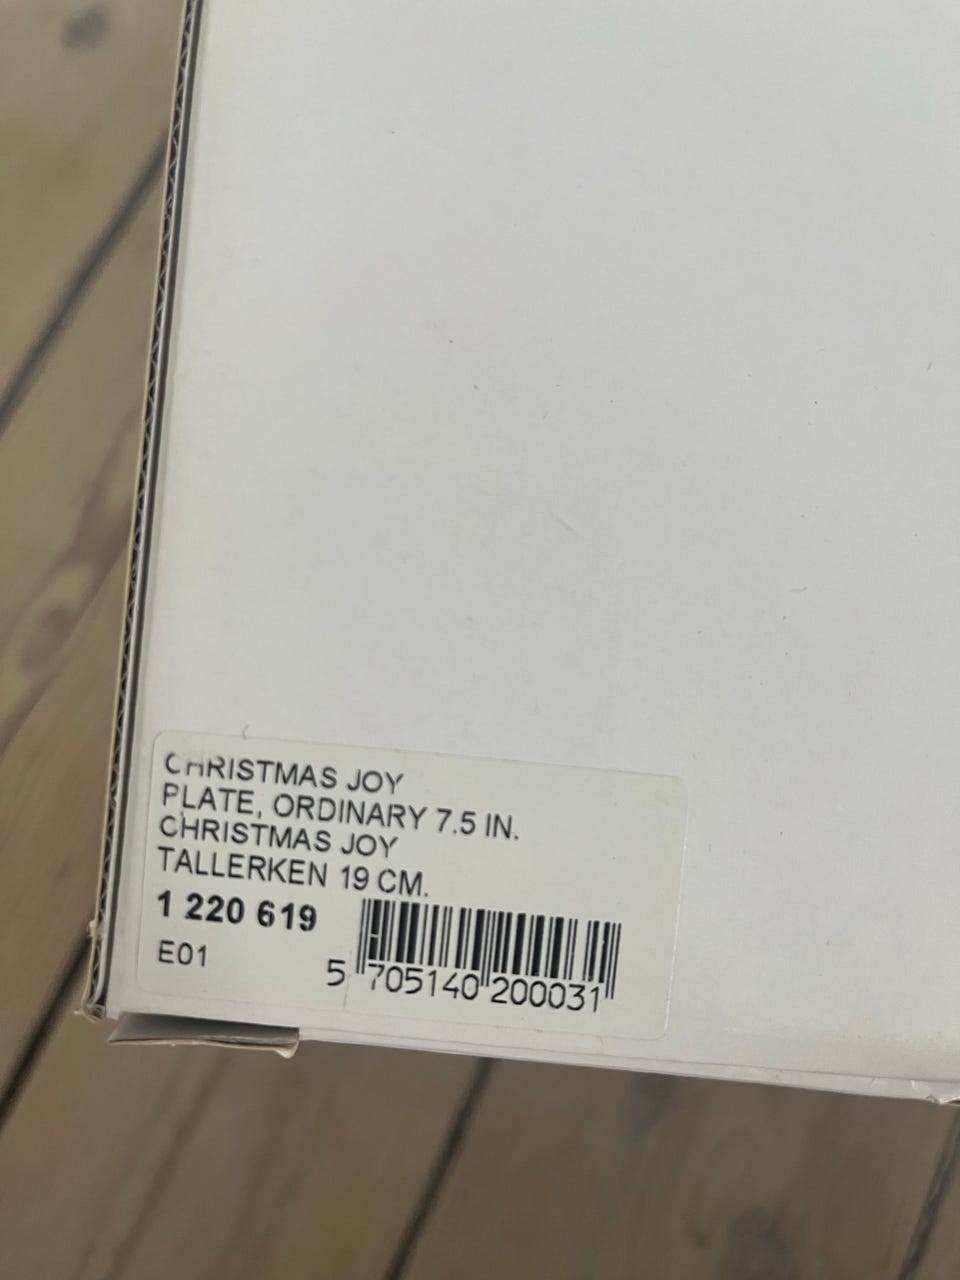 CHRISTMAS JOY
PLATE, ORDINARY 7.5 IN.
CHRISTMAS JOY
TALLERKEN 19 CM.
1 220 619
E01
5 705140 200031